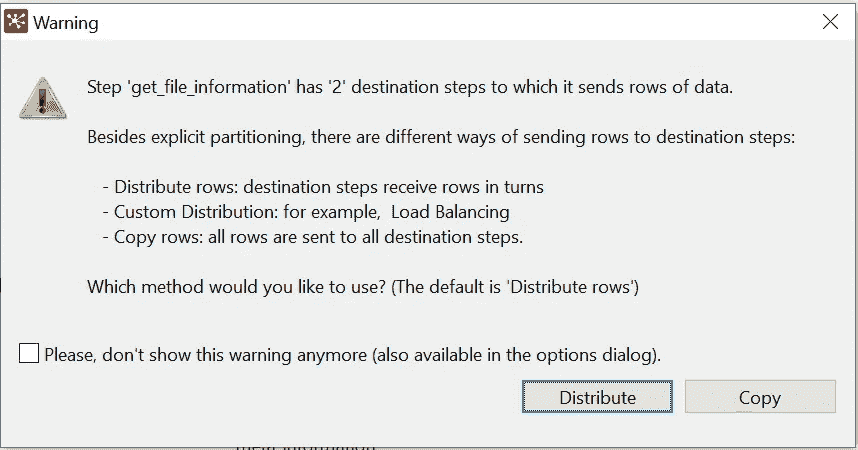 Warning
Step 'get_file_information' has '2' destination steps to which it sends rows of data.
Besides explicit partitioning, there are different ways of sending rows to destination steps:
- Distribute rows: destination steps receive rows in turns
- Custom Distribution: for example,  Load Balancing
- Copy rows: all rows are sent to all destination steps.
Which method would you like to use? (The default is 'Distribute rows')
Please, don't show this warning anymore (also available in the options dialog).
Distribute Copy